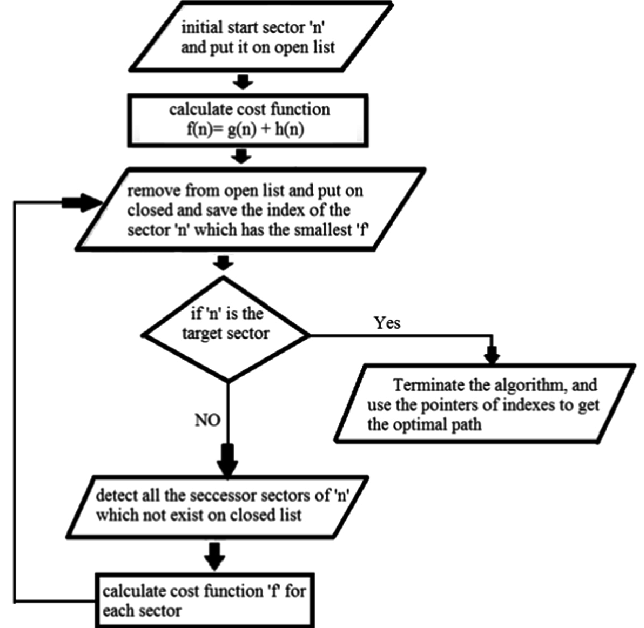 initial start sector 'n'
and put it on open list
calculate cost function
f(n)= g(n) + h(n)
remove from open list and put on
closed and save the index of the
sector 'n' which has the smallest 'f'
if 'n' is the
target sector
Yes
Terminate the algorithm, and
use the pointers of indexes to get
the optimal path
NO
detect all the seccessor sectors of 'n'
which not exist on closed list
calculate cost function 'f' for
each sector